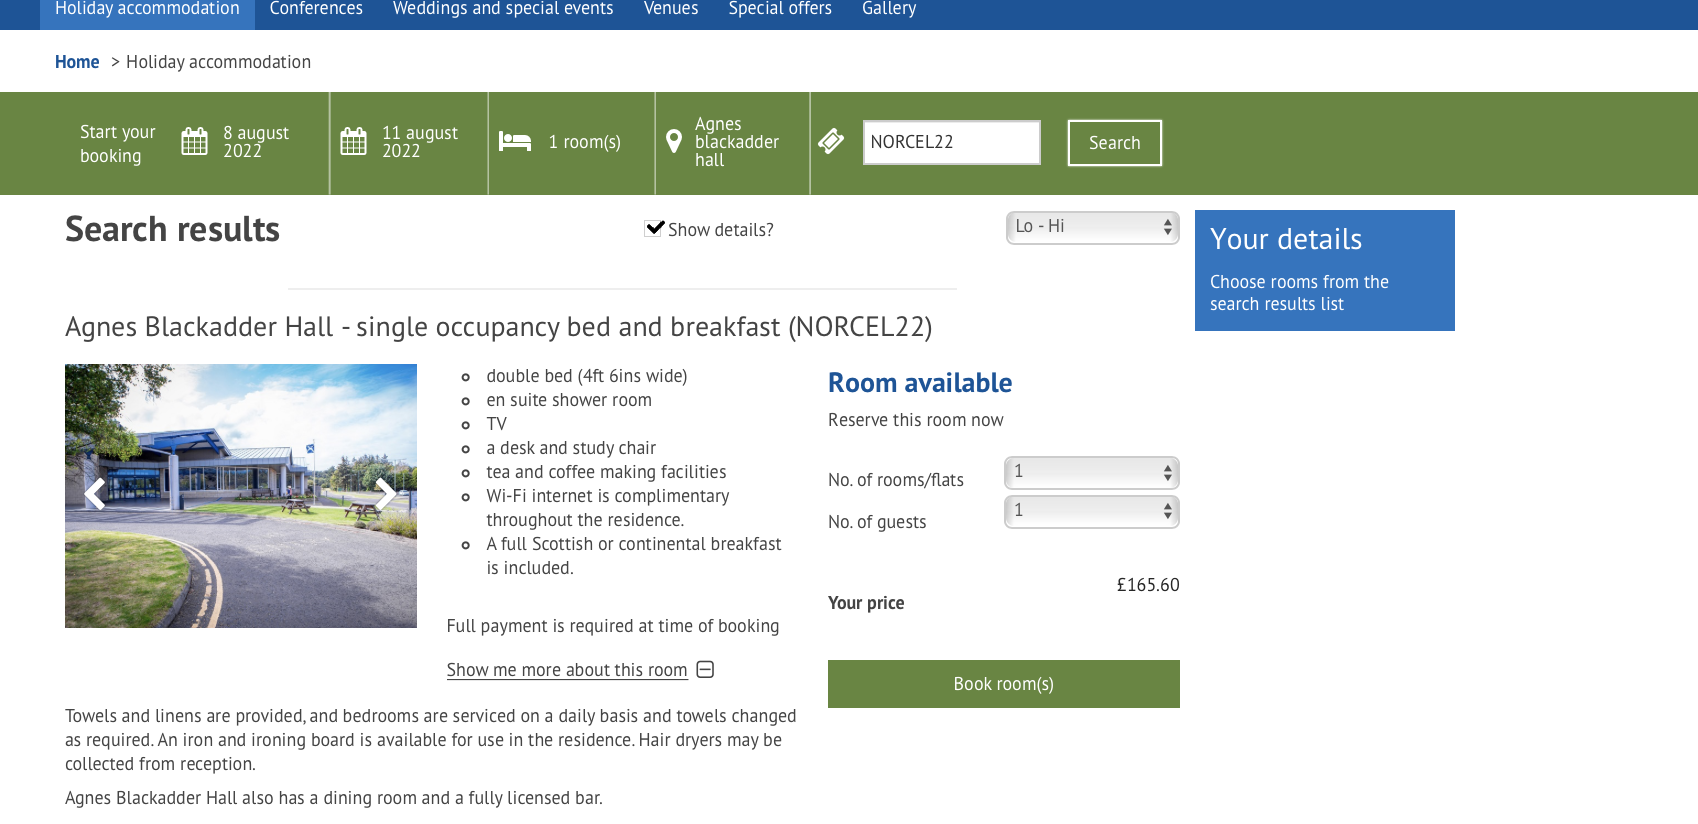 Holiday accommodation Conferences Weddings and special events Venues Special offers Gallery
Home > Holiday accommodation
Start your
booking
8 august
2022
11 august
2022
1 room(s)
Agnes
blackadder
hall
NORCEL22
Search
Search results
Show details?
Lo - Hi
Your details
Choose rooms from the
search results list
Agnes Blackadder Hall - single occupancy bed and breakfast (NORCEL22)
double bed (4ft 6ins wide)
en suite shower room
TV
a desk and study chair
tea and coffee making facilities
Wi-Fi internet is complimentary
throughout the residence.
A full Scottish or continental breakfast
is included.
Full payment is required at time of booking
Show me more about this room
Room available
Reserve this room now
No. of rooms/flats 1
No. of guests 1
£165.60
Your price
Book room(s)
Towels and linens are provided, and bedrooms are serviced on a daily basis and towels changed
as required. An iron and ironing board is available for use in the residence. Hair dryers may be
collected from reception.
Agnes Blackadder Hall also has a dining room and a fully licensed bar.